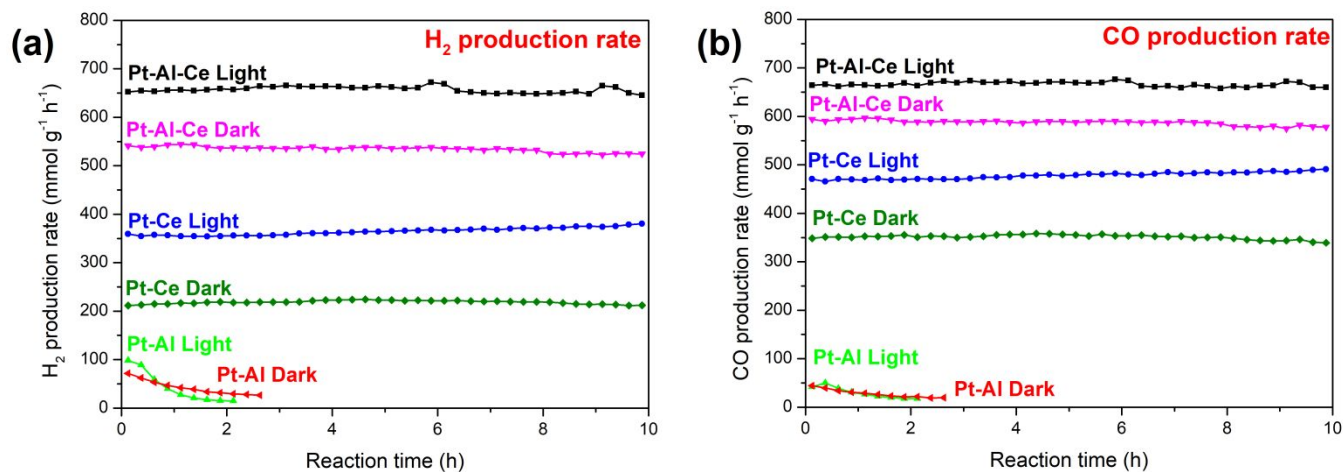 (a)
H₂ production rate
H₂ production rate (mmol g⁻¹ h⁻¹)
800
700
600
500
400
300
200
100
0
Pt-Al-Ce Light
Pt-Al-Ce Dark
Pt-Ce Light
Pt-Ce Dark
Pt-Al Light
Pt-Al Dark
0 2 4 6 8 10
Reaction time (h)
(b)
CO production rate
CO production rate (mmol g⁻¹ h⁻¹)
800
700
600
500
400
300
200
100
0
Pt-Al-Ce Light
Pt-Al-Ce Dark
Pt-Ce Light
Pt-Ce Dark
Pt-Al Light
Pt-Al Dark
0 2 4 6 8 10
Reaction time (h)